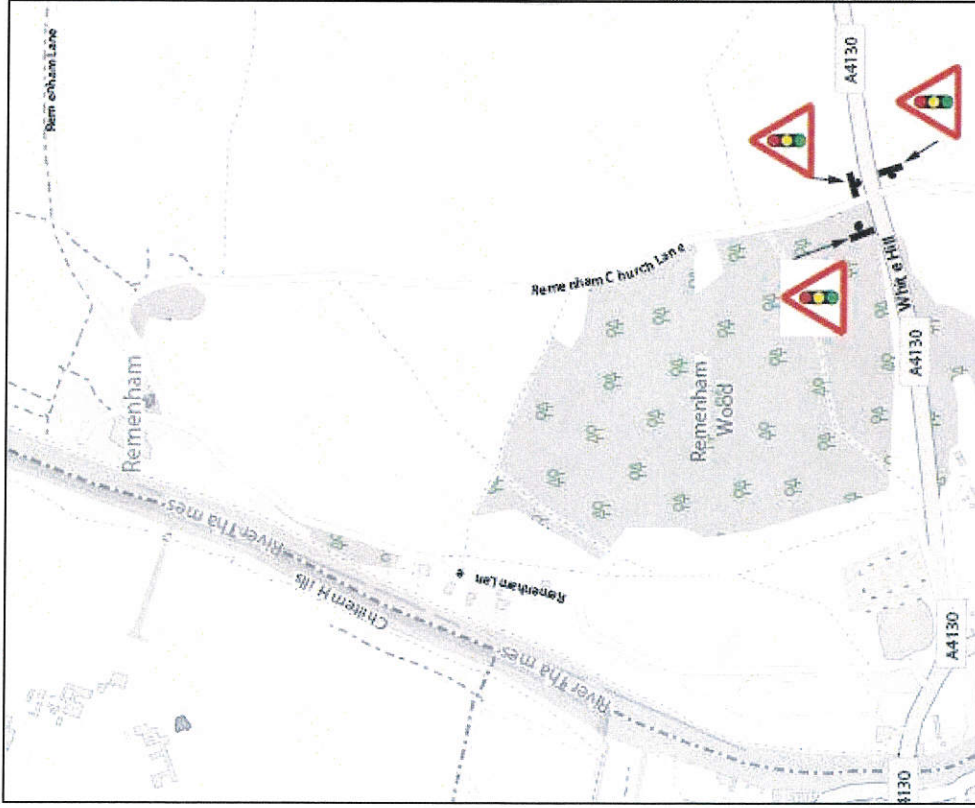 Remenham Lane
A4130
Remenham
Remenham Church Lane
River Thames
Chiltern Hills
White Hill
A4130
Remenham
Wood
Remenham Lane
River Thames
A4130
4130